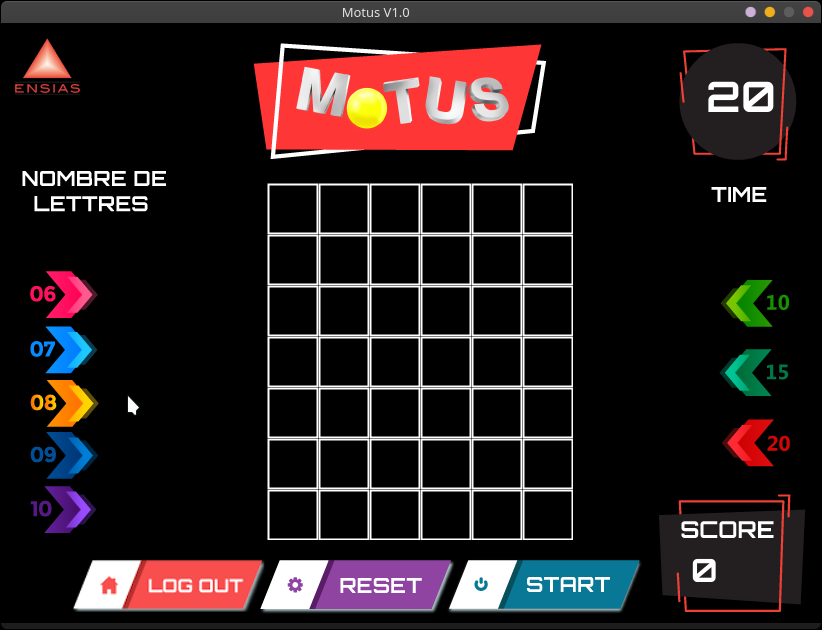 Motus V1.0
ENSIAS
MOTUS
20
NOMBRE DE
LETTRES
TIME
06
07
08
09
10
10
15
20
SCORE
0
LOG OUT
RESET
START